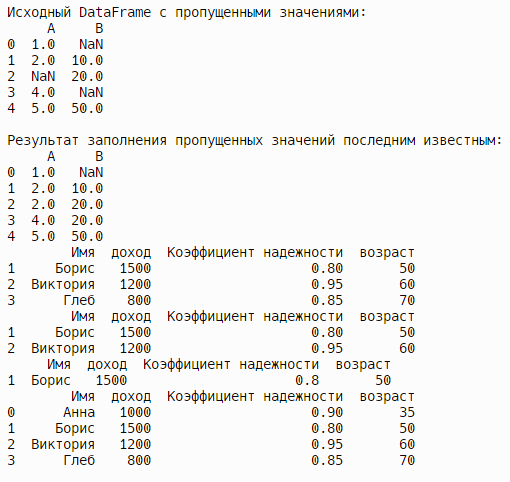 Исходный DataFrame с пропущенными значениями:
     A     B
0  1.0   NaN
1  2.0  10.0
2  NaN  20.0
3  4.0   NaN
4  5.0  50.0

Результат заполнения пропущенных значений последним известным:
     A     B
0  1.0   NaN
1  2.0  10.0
2  2.0  20.0
3  4.0  20.0
4  5.0  50.0
        Имя  доход  Коэффициент надежности  возраст
1     Борис   1500                    0.80       50
2  Виктория   1200                    0.95       60
3      Глеб    800                    0.85       70
        Имя  доход  Коэффициент надежности  возраст
1     Борис   1500                    0.80       50
2  Виктория   1200                    0.95       60
     Имя  доход  Коэффициент надежности  возраст
1  Борис   1500                     0.8       50
        Имя  доход  Коэффициент надежности  возраст
0      Анна   1000                    0.90       35
1     Борис   1500                    0.80       50
2  Виктория   1200                    0.95       60
3      Глеб    800                    0.85       70